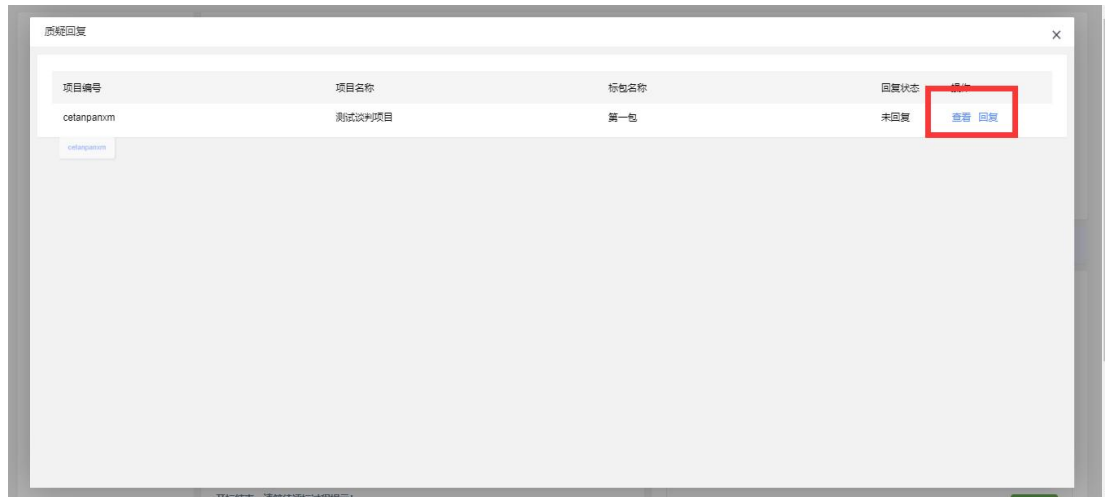 质疑回复
项目编号 项目名称 标包名称 回复状态 操作
cetanpanxm 测试谈判项目 第一包 未回复 查看 回复
cetanpanxm